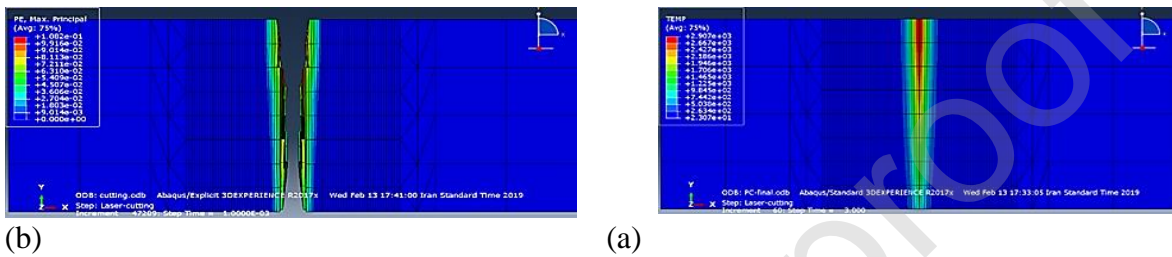 PE, Max. Principal
(Avg: 75%)
+1.082e-01
+9.916e-02
+9.014e-02
+8.113e-02
+7.211e-02
+6.310e-02
+5.409e-02
+4.507e-02
+3.606e-02
+2.704e-02
+1.803e-02
+9.014e-03
+0.000e+00
Y
Z X
X
ODB: cutting.odb Abaqus/Explicit 3DEXPERIENCE R2017x Wed Feb 13 17:41:00 Iran Standard Time 2019
Step: Laser-cutting
Increment 47289: Step Time = 1.0000E-03
(b)
TEMP
(Avg: 75%)
+2.907e+03
+2.667e+03
+2.427e+03
+2.186e+03
+1.946e+03
+1.706e+03
+1.465e+03
+1.225e+03
+9.845e+02
+7.442e+02
+5.038e+02
+2.634e+02
+2.307e+01
Y
Z X
X
ODB: PC-final.odb Abaqus/Standard 3DEXPERIENCE R2017x Wed Feb 13 17:33:05 Iran Standard Time 2019
Step: Laser-cutting
Increment 60: Step Time = 3.000
(a)